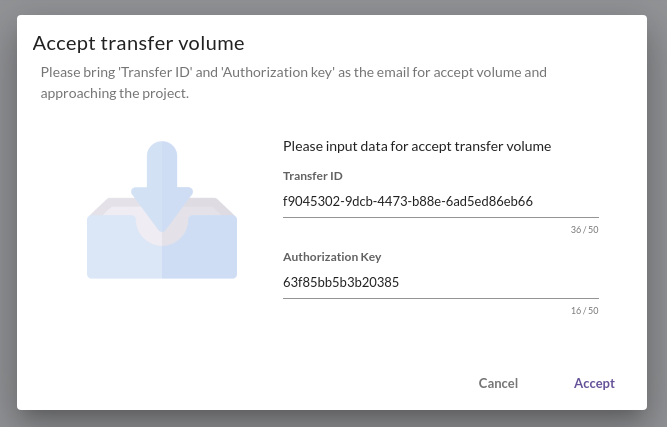 Accept transfer volume
Please bring 'Transfer ID' and 'Authorization key' as the email for accept volume and
approaching the project.
Please input data for accept transfer volume
Transfer ID
f9045302-9dcb-4473-b88e-6ad5ed86eb66
36 / 50
Authorization Key
63f85bb5b3b20385
16 / 50
Cancel
Accept